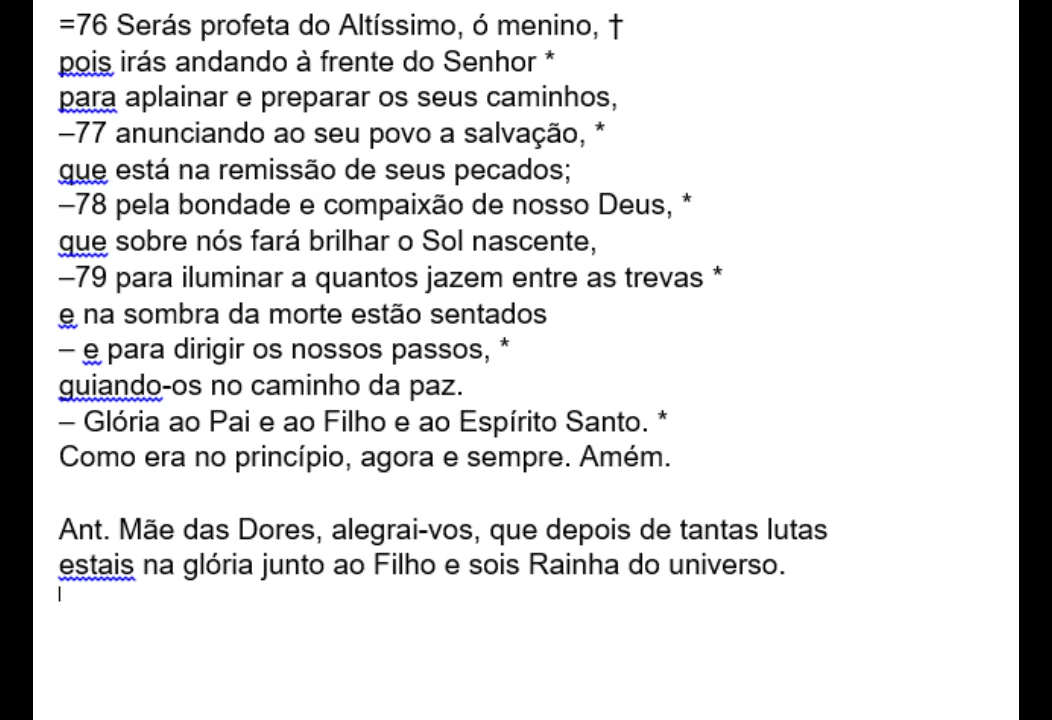 =76 Serás profeta do Altíssimo, ó menino, †
pois irás andando à frente do Senhor *
para aplainar e preparar os seus caminhos,
–77 anunciando ao seu povo a salvação, *
que está na remissão de seus pecados;
–78 pela bondade e compaixão de nosso Deus, *
que sobre nós fará brilhar o Sol nascente,
–79 para iluminar a quantos jazem entre as trevas *
e na sombra da morte estão sentados
– e para dirigir os nossos passos, *
guiando-os no caminho da paz.
– Glória ao Pai e ao Filho e ao Espírito Santo. *
Como era no princípio, agora e sempre. Amém.
Ant. Mãe das Dores, alegrai-vos, que depois de tantas lutas
estais na glória junto ao Filho e sois Rainha do universo.